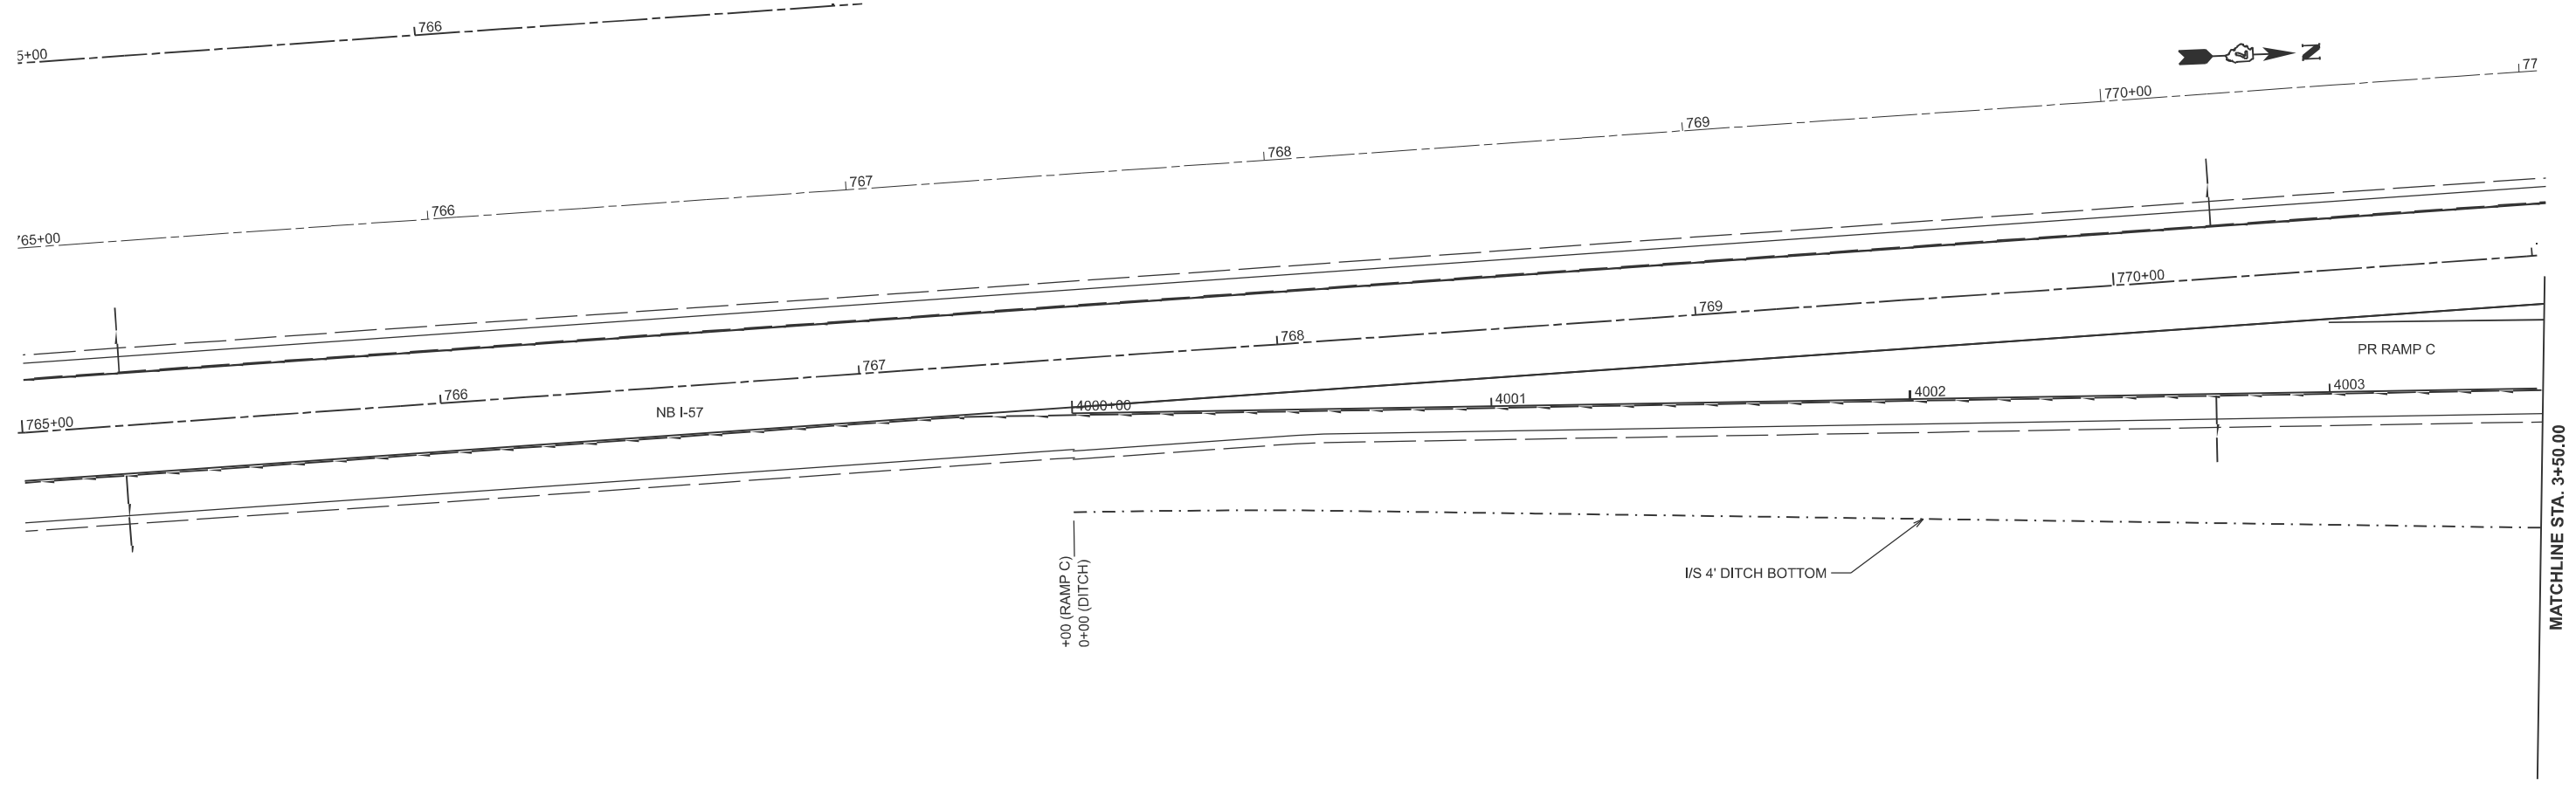 5+00
766
N
77
770+00
769
768
767
766
'65+00
770+00
769
768
767
766
765+00
NB I-57
PR RAMP C
4000+00
4001
4002
4003
+00 (RAMP C)
0+00 (DITCH)
I/S 4' DITCH BOTTOM
MATCHLINE STA. 3+50.00